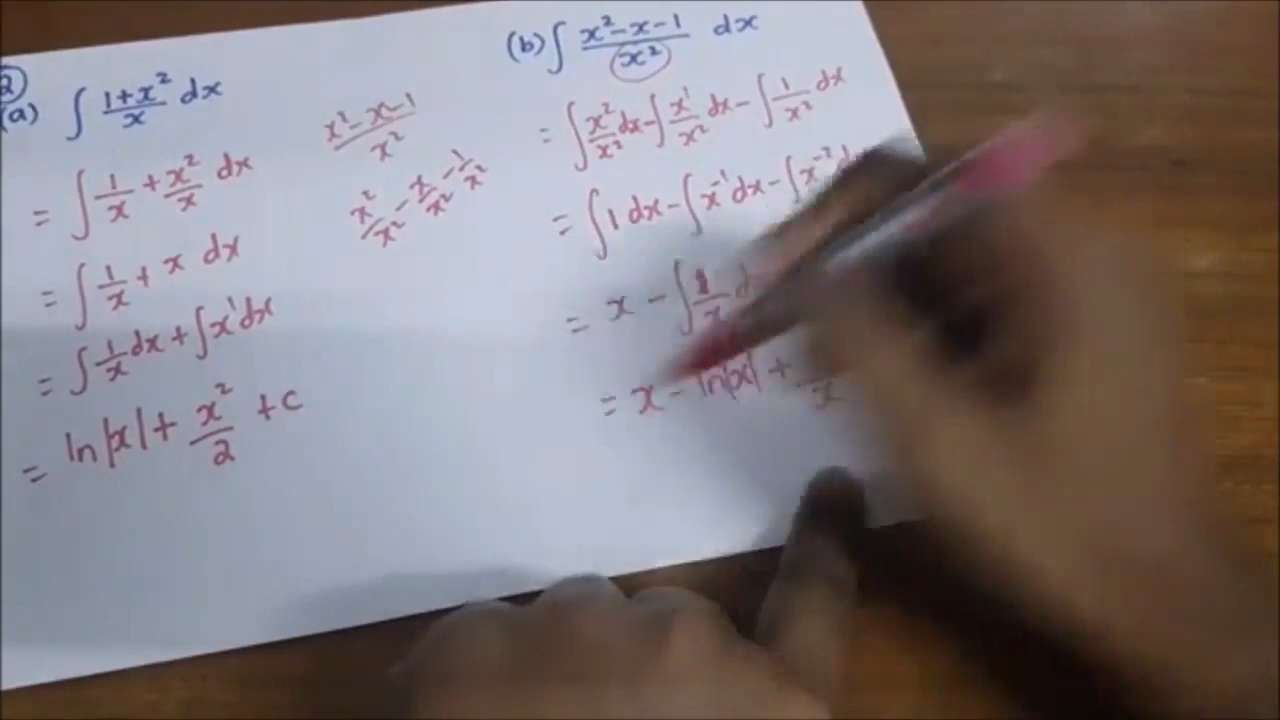 2
(a) ∫ (1+x²)/x dx
= ∫ 1/x + x²/x dx
= ∫ 1/x + x dx
= ∫ 1/x dx + ∫ x¹ dx
= ln|x| + x²/2 + c
(x² - x - 1)/x²
x²/x² - x/x² - 1/x²
(b) ∫ (x² - x - 1)/x² dx
= ∫ x²/x² dx - ∫ x¹/x² dx - ∫ 1/x² dx
= ∫ 1 dx - ∫ x⁻¹ dx - ∫ x⁻² d
= x - ∫ 1/x d
= x - ln|x| +